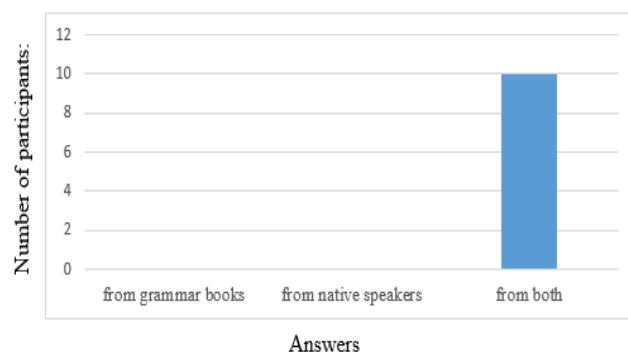 Number of participants:
12
10
8
6
4
2
0
from grammar books
from native speakers
from both
Answers